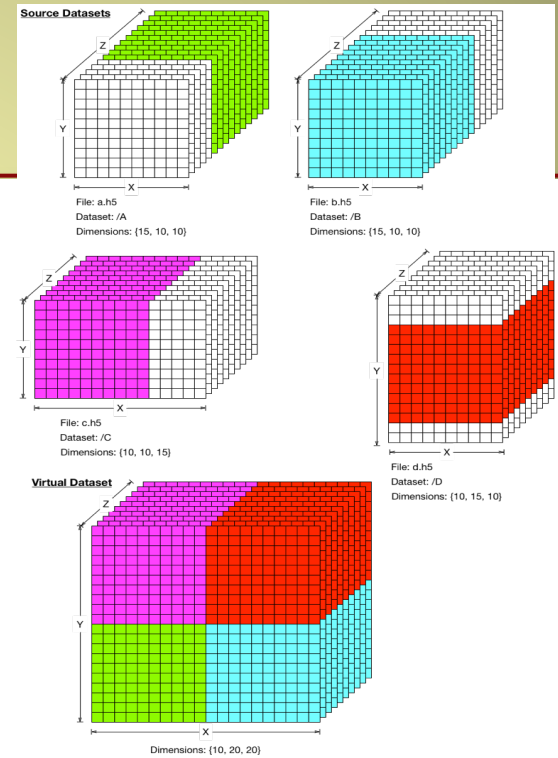 Source Datasets
Z
Z
Y
Y
X
X
File: a.h5
Dataset: /A
Dimensions: {15, 10, 10}
File: b.h5
Dataset: /B
Dimensions: {15, 10, 10}
Z
Y
X
File: c.h5
Dataset: /C
Dimensions: {10, 10, 15}
Z
Y
X
File: d.h5
Dataset: /D
Dimensions: {10, 15, 10}
Virtual Dataset
Z
Y
X
Dimensions: {10, 20, 20}